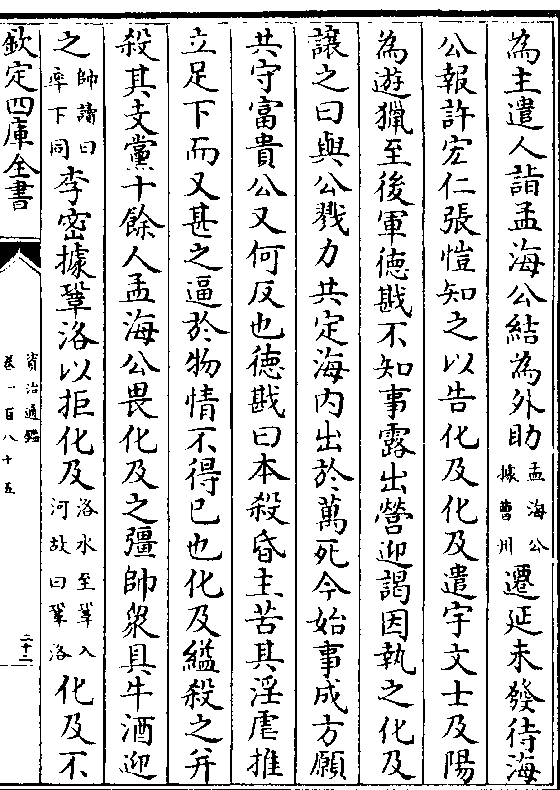 為主遣人詣孟海公結為外助孟海公據曹州遷延未發待海
公報許宏仁張愷知之以告化及化及遣宇文士及陽
為遊獵至後軍德戡不知事露出營迎謁因執之化及
讓之曰與公戮力共定海内出於萬死今始事成方願
共守富貴公又何反也德戡曰本殺昏主苦其淫虐推
立足下而又甚之逼於物情不得已也化及縊殺之并
殺其支黨十餘人孟海公畏化及之彊帥衆具牛酒迎
之帥讀曰率下同李密據鞏洛以拒化及洛水至鞏入河故曰鞏洛化及不
欽定四庫全書
資治通鑑
卷一百八十五
二十二